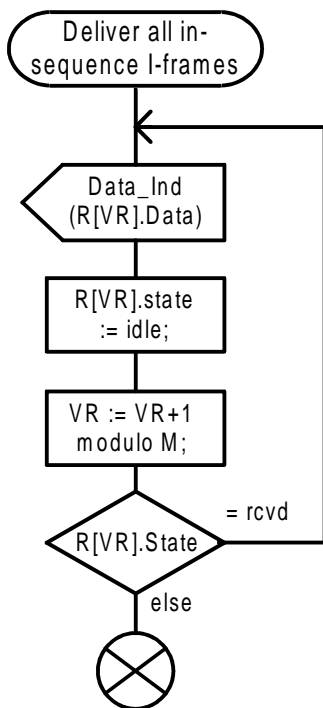 Deliver all in-
sequence I-frames
Data_Ind
(R[VR].Data)
R[VR].state
:= idle;
VR := VR+1
modulo M;
= rcvd
R[VR].State
else